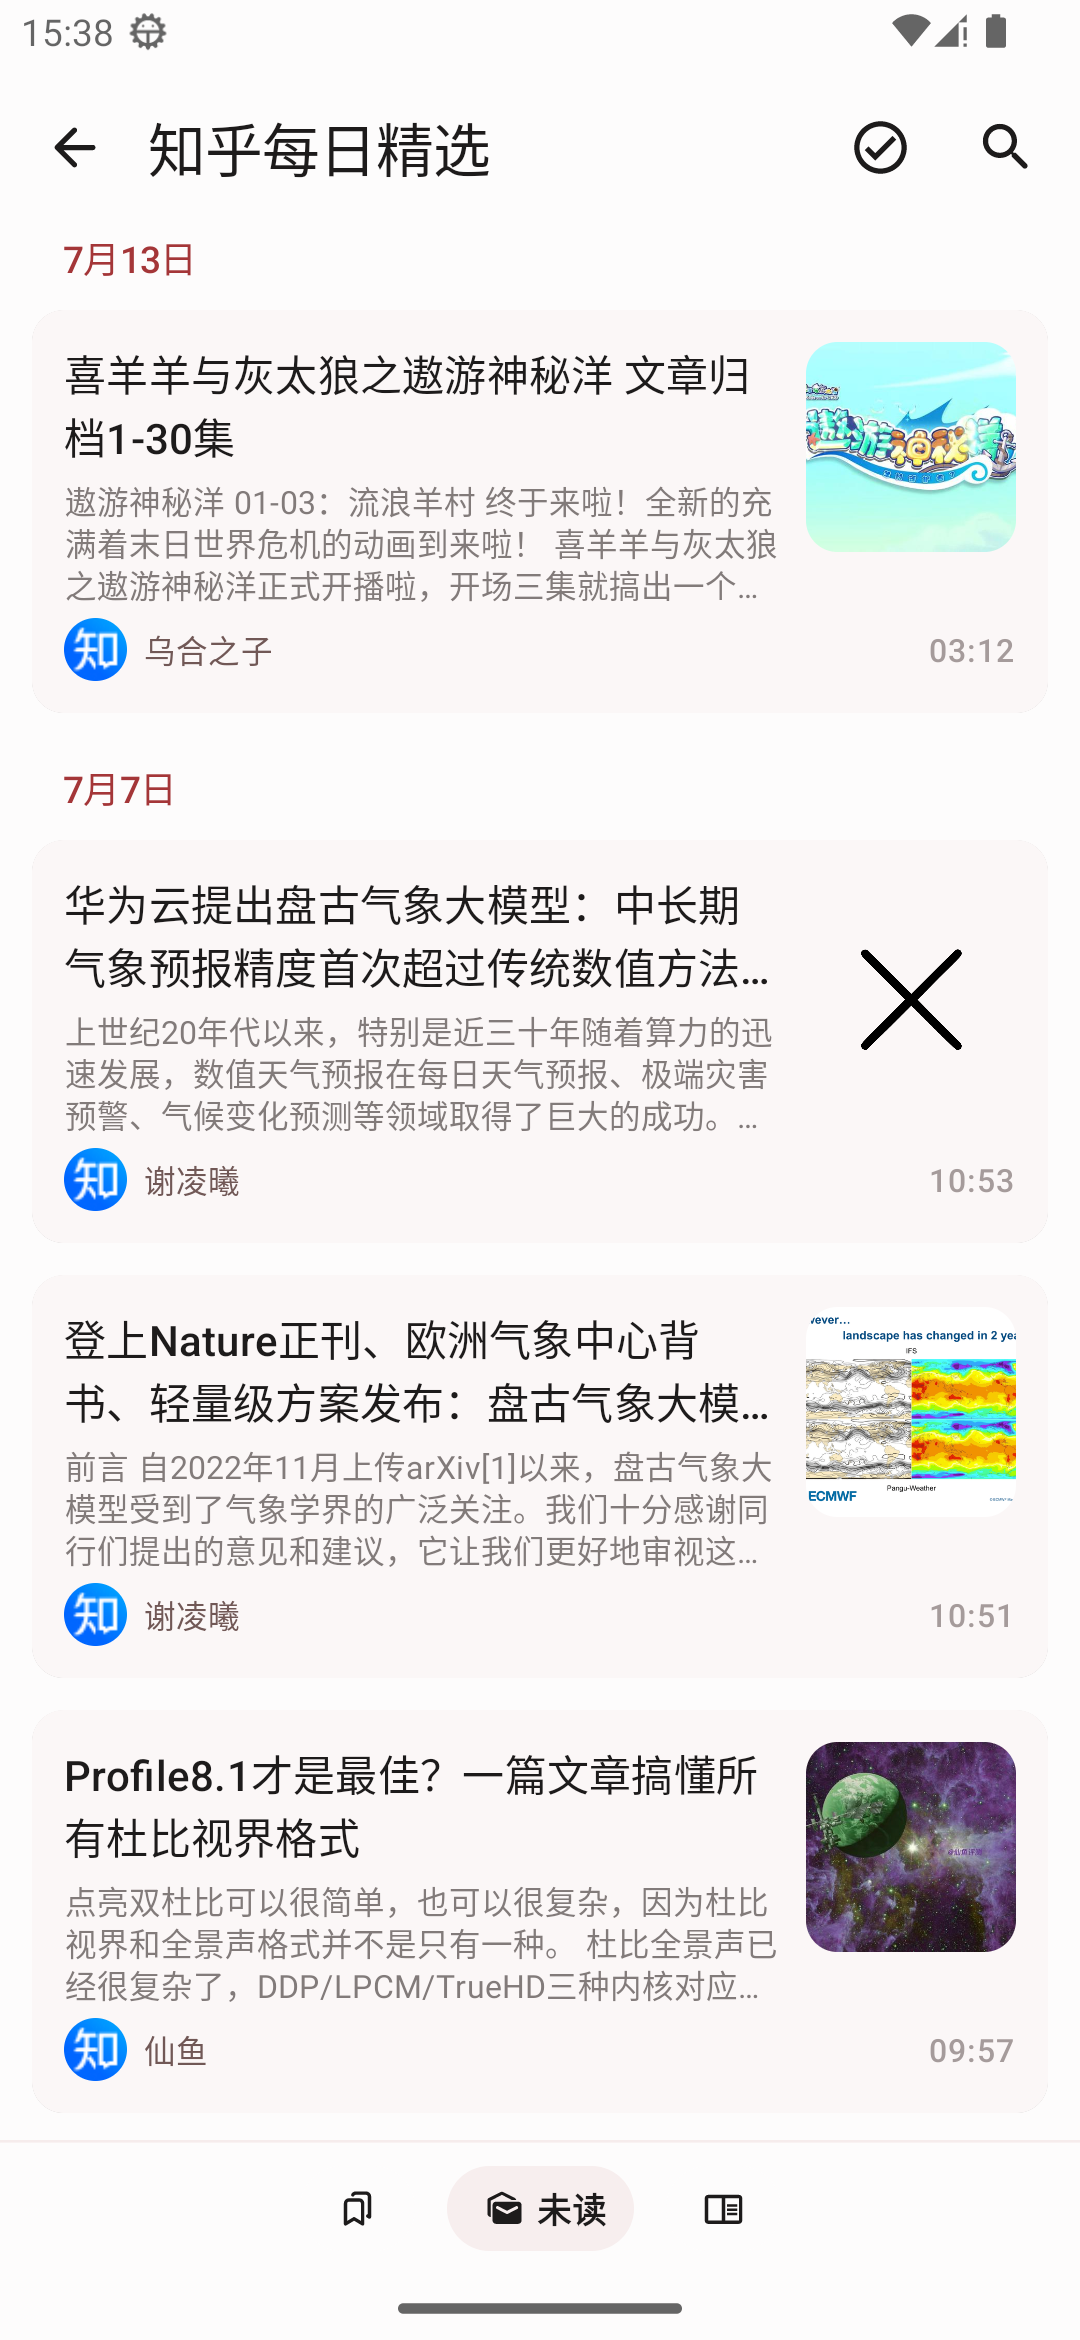 15:38
知乎每日精选
7月13日
喜羊羊与灰太狼之遨游神秘洋 文章归
档1-30集
遨游神秘洋 01-03：流浪羊村 终于来啦！全新的充
满着末日世界危机的动画到来啦！ 喜羊羊与灰太狼
之遨游神秘洋正式开播啦，开场三集就搞出一个…
遨游神秘洋
知 乌合之子
03:12
7月7日
华为云提出盘古气象大模型：中长期
气象预报精度首次超过传统数值方法…
上世纪20年代以来，特别是近三十年随着算力的迅
速发展，数值天气预报在每日天气预报、极端灾害
预警、气候变化预测等领域取得了巨大的成功。…
知 谢凌曦
10:53
登上Nature正刊、欧洲气象中心背
书、轻量级方案发布：盘古气象大模…
前言 自2022年11月上传arXiv[1]以来，盘古气象大
模型受到了气象学界的广泛关注。我们十分感谢同
行们提出的意见和建议，它让我们更好地审视这…
vever...
landscape has changed in 2 yea
IFS
Pangu-Weather
ECMWF
知 谢凌曦
10:51
Profile8.1才是最佳？一篇文章搞懂所
有杜比视界格式
点亮双杜比可以很简单，也可以很复杂，因为杜比
视界和全景声格式并不是只有一种。 杜比全景声已
经很复杂了，DDP/LPCM/TrueHD三种内核对应…
知 仙鱼
09:57
未读